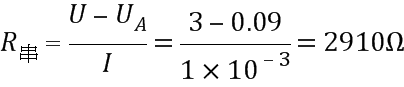 R串 = (U − U_A) / I = (3 − 0.09) / (1 × 10⁻³) = 2910Ω